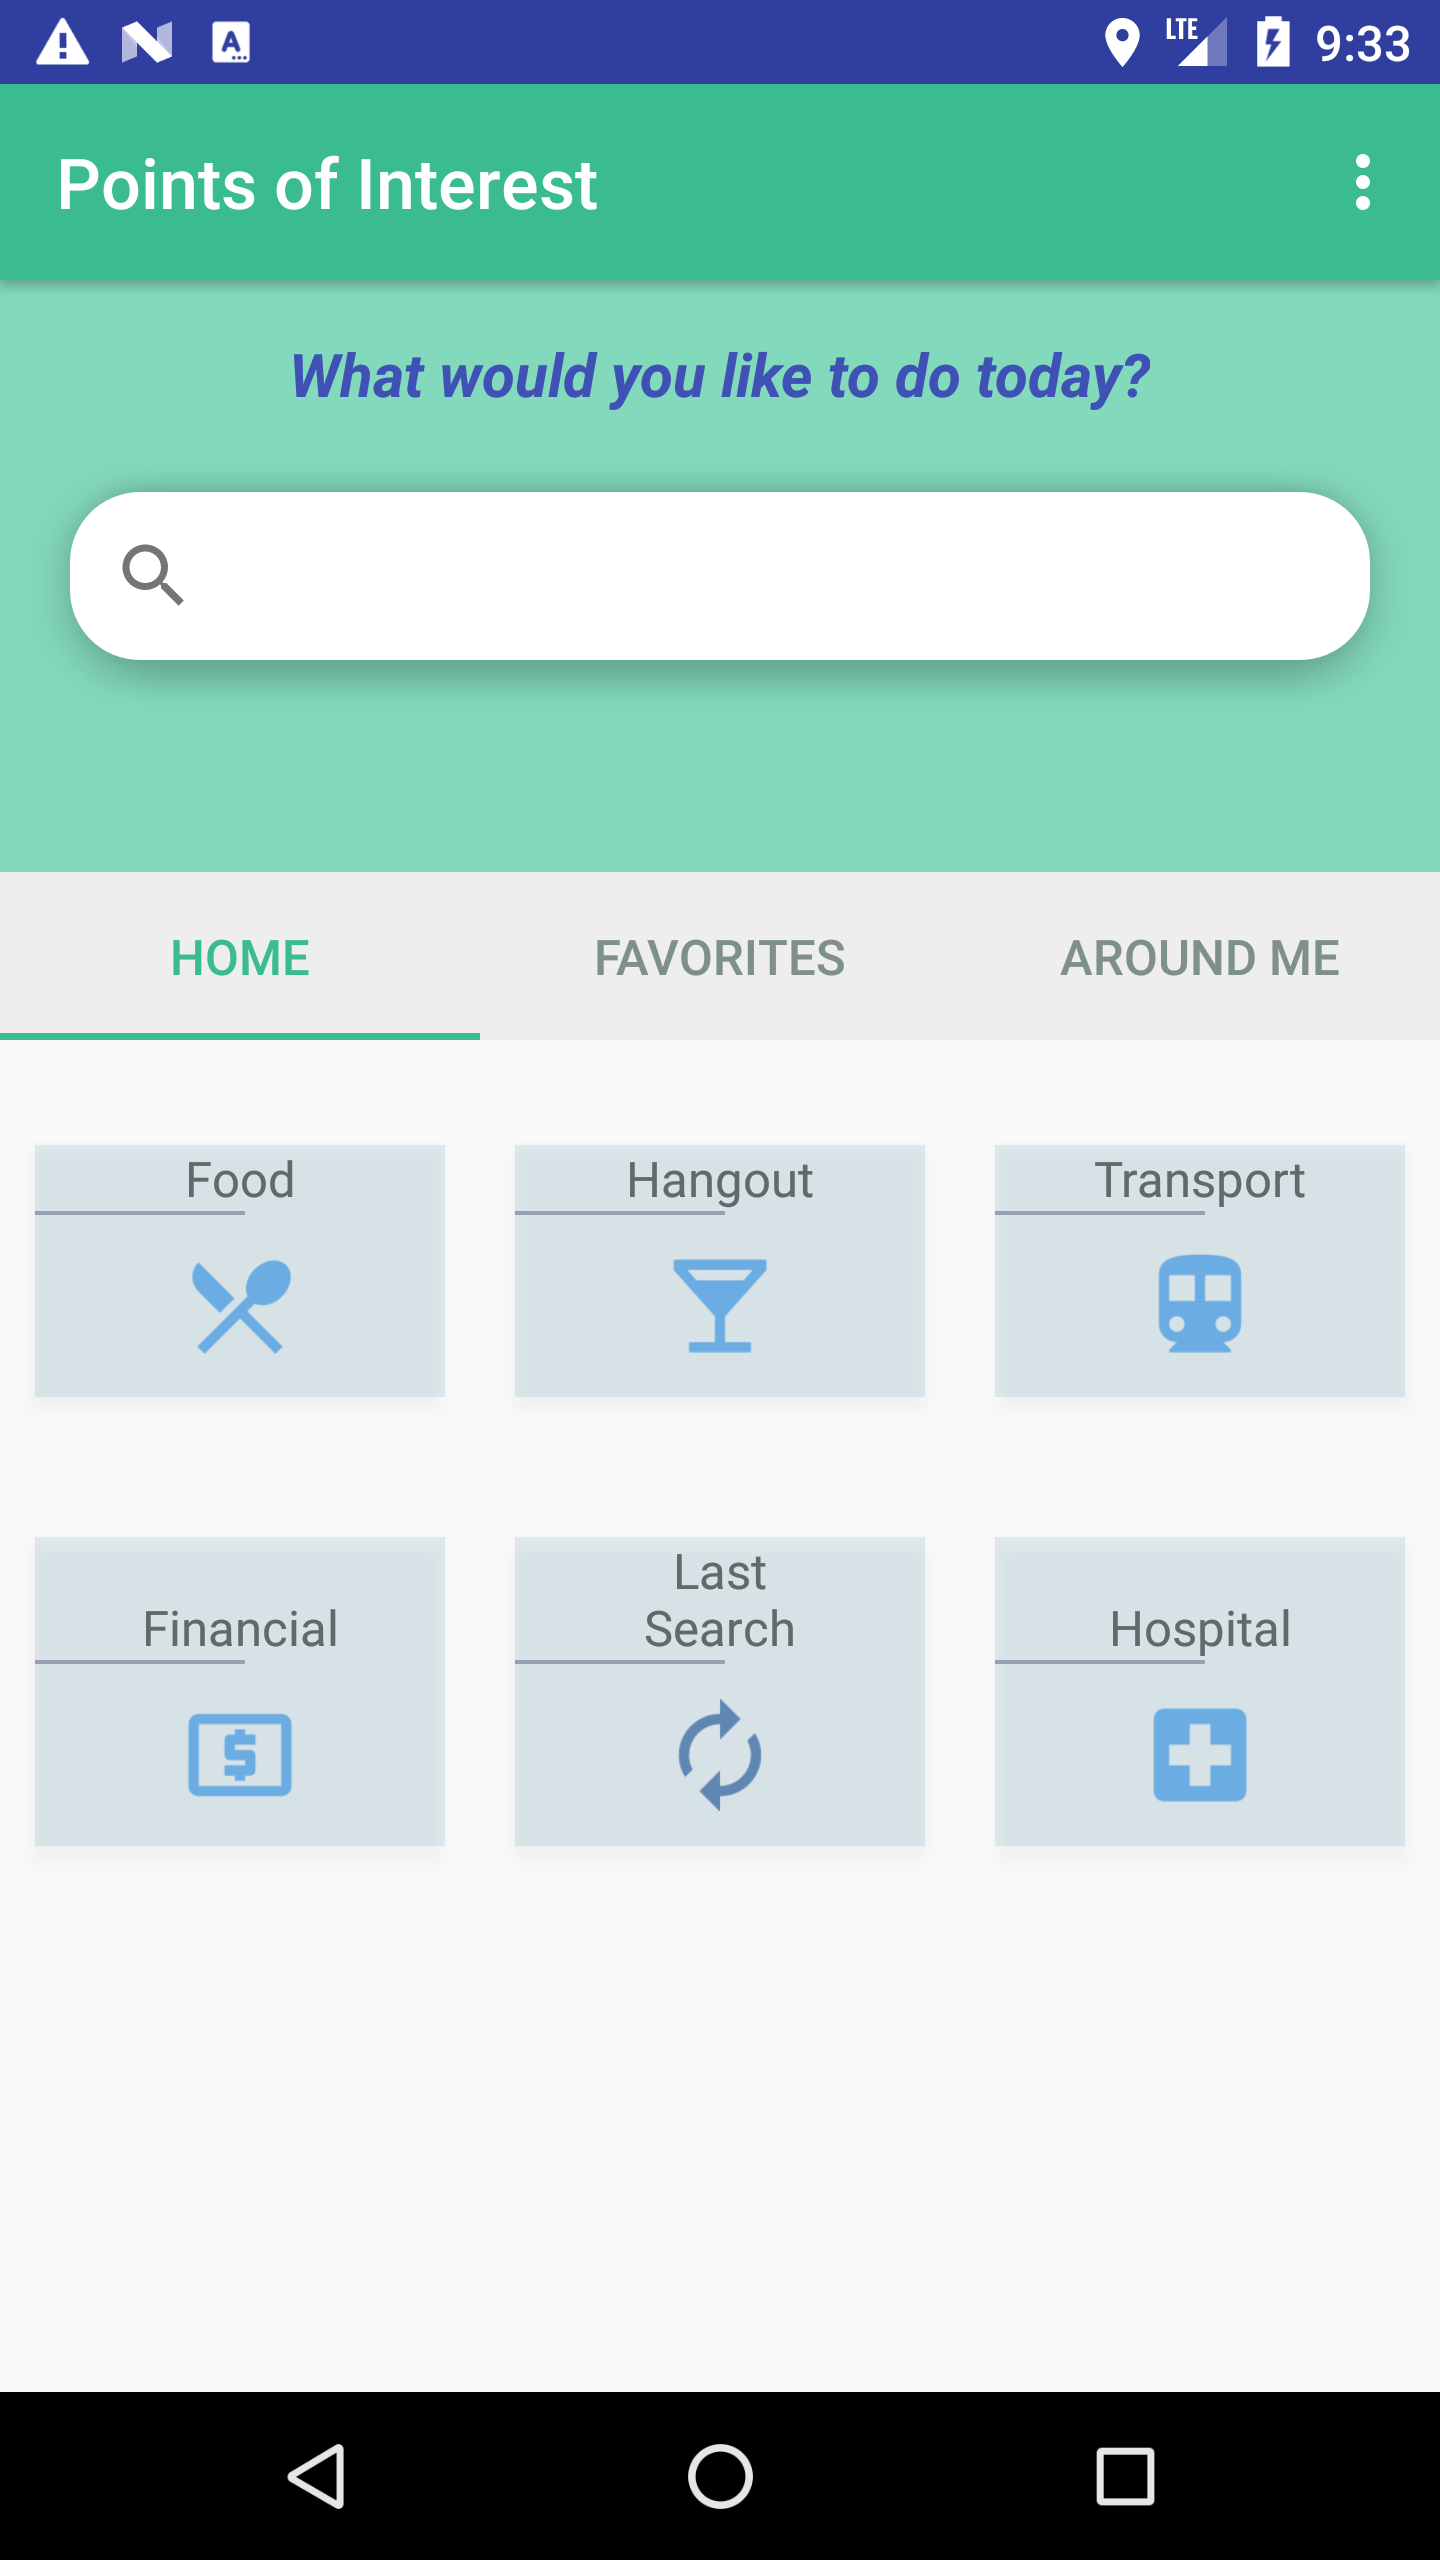 LTE 9:33
Points of Interest
What would you like to do today?
HOME FAVORITES AROUND ME
Food Hangout Transport
Financial Last Search Hospital